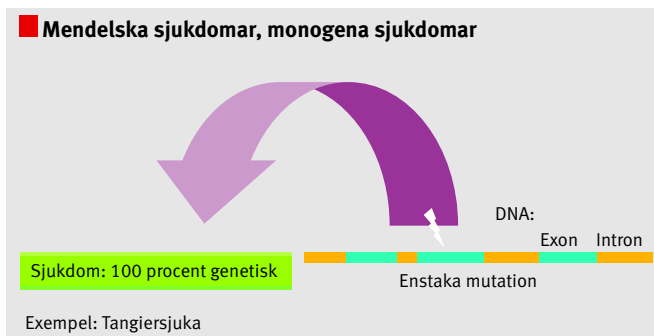 Mendelska sjukdomar, monogena sjukdomar
DNA:
Exon Intron
Sjukdom: 100 procent genetisk
Enstaka mutation
Exempel: Tangiersjuka